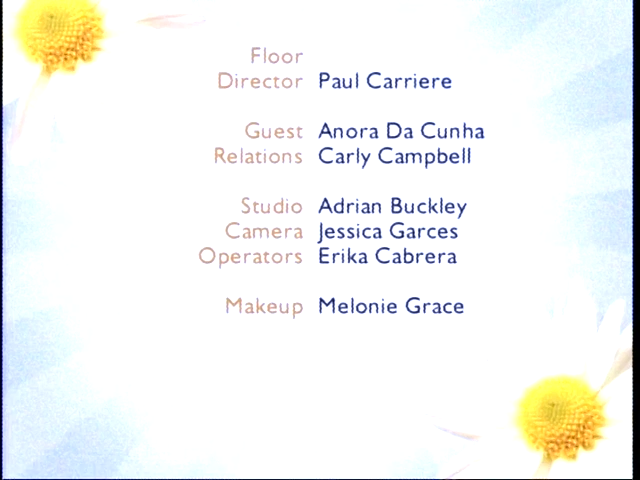 Floor
Director Paul Carriere
Guest Anora Da Cunha
Relations Carly Campbell
Studio Adrian Buckley
Camera Jessica Garces
Operators Erika Cabrera
Makeup Melonie Grace